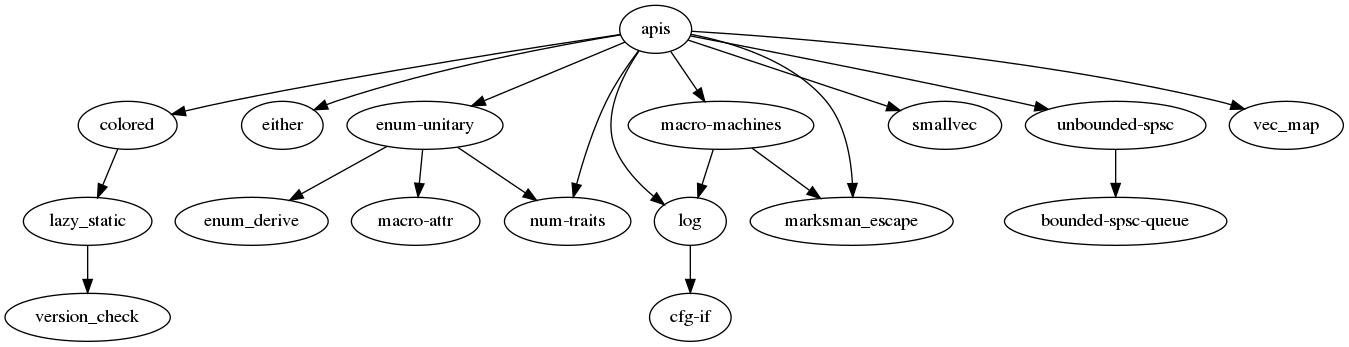 apis
colored
either
enum-unitary
macro-machines
smallvec
unbounded-spsc
vec_map
lazy_static
enum_derive
macro-attr
num-traits
log
marksman_escape
bounded-spsc-queue
version_check
cfg-if